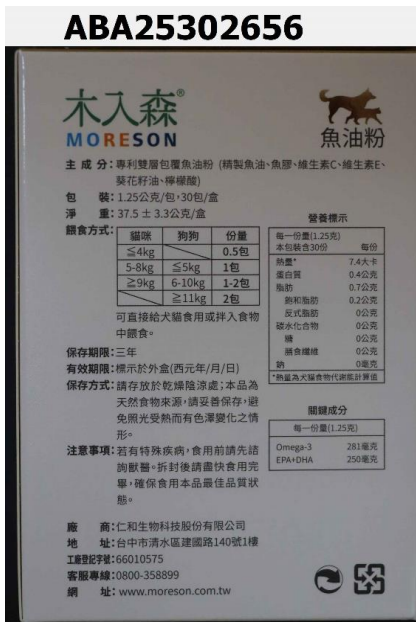 ABA25302656
木入森®
MORESON
魚油粉
主成分:專利雙層包覆魚油粉 (精製魚油、魚膠、維生素C、維生素E、
葵花籽油、檸檬酸)
包 裝:1.25公克/包,30包/盒
淨 重:37.5 ± 3.3公克/盒
餵食方式:
貓咪 狗狗 份量
≦4kg 0.5包
5-8kg ≦5kg 1包
≧9kg 6-10kg 1-2包
≧11kg 2包
可直接給犬貓食用或拌入食物
中餵食。
保存期限:三年
有效期限:標示於外盒(西元年/月/日)
保存方式:請存放於乾燥陰涼處;本品為
天然食物來源,請妥善保存,避
免照光受熱而有色澤變化之情
形。
注意事項:若有特殊疾病,食用前請先諮
詢獸醫。拆封後請盡快食用完
畢,確保食用本品最佳品質狀
態。
營養標示
每一份量(1.25克)
本包裝含30份 每份
熱量* 7.4大卡
蛋白質 0.4公克
脂肪 0.7公克
飽和脂肪 0.2公克
反式脂肪 0公克
碳水化合物 0公克
糖 0公克
膳食纖維 0公克
鈉 0毫克
*熱量為犬貓食物代謝能計算值
關鍵成分
每一份量(1.25克)
Omega-3 281毫克
EPA+DHA 250毫克
廠 商:仁和生物科技股份有限公司
地 址:台中市清水區建國路140號1樓
工廠登記字號:66010575
客服專線:0800-358899
網 址:www.moreson.com.tw